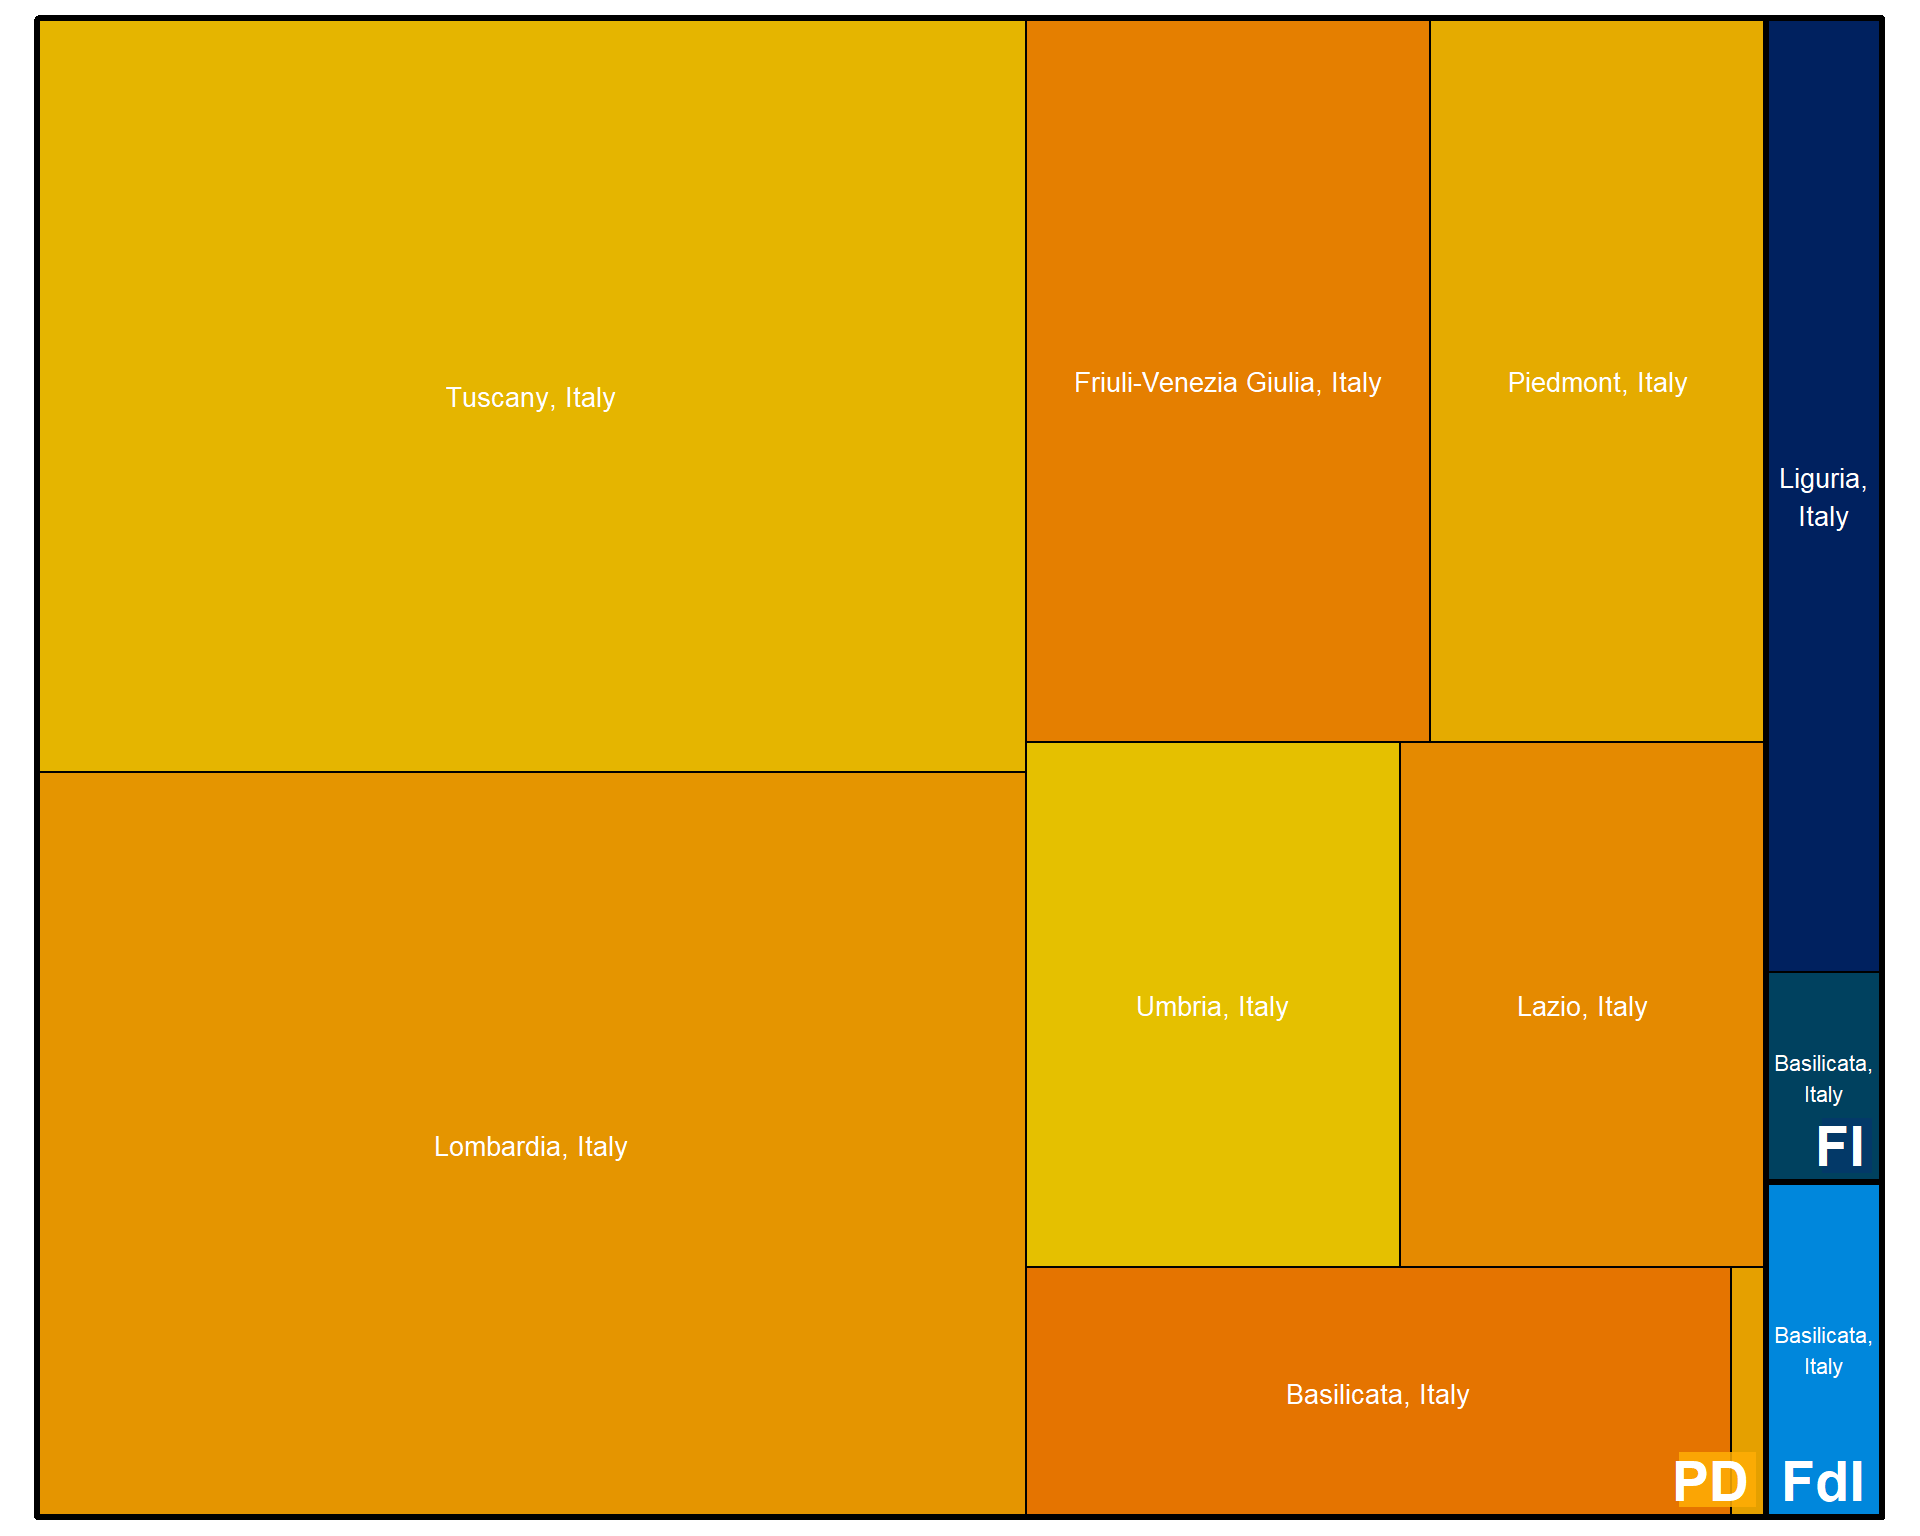 Tuscany, Italy
Friuli-Venezia Giulia, Italy
Piedmont, Italy
Liguria,
Italy
Umbria, Italy
Lazio, Italy
Basilicata,
Italy
FI
Lombardia, Italy
Basilicata, Italy
PD
Basilicata,
Italy
FdI